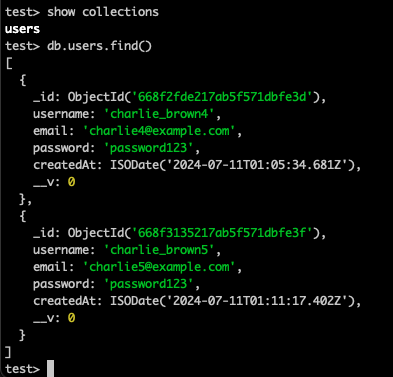 test> show collections
users
test> db.users.find()
[
  {
    _id: ObjectId('668f2fde217ab5f571dbfe3d'),
    username: 'charlie_brown4',
    email: 'charlie4@example.com',
    password: 'password123',
    createdAt: ISODate('2024-07-11T01:05:34.681Z'),
    __v: 0
  },
  {
    _id: ObjectId('668f3135217ab5f571dbfe3f'),
    username: 'charlie_brown5',
    email: 'charlie5@example.com',
    password: 'password123',
    createdAt: ISODate('2024-07-11T01:11:17.402Z'),
    __v: 0
  }
]
test>